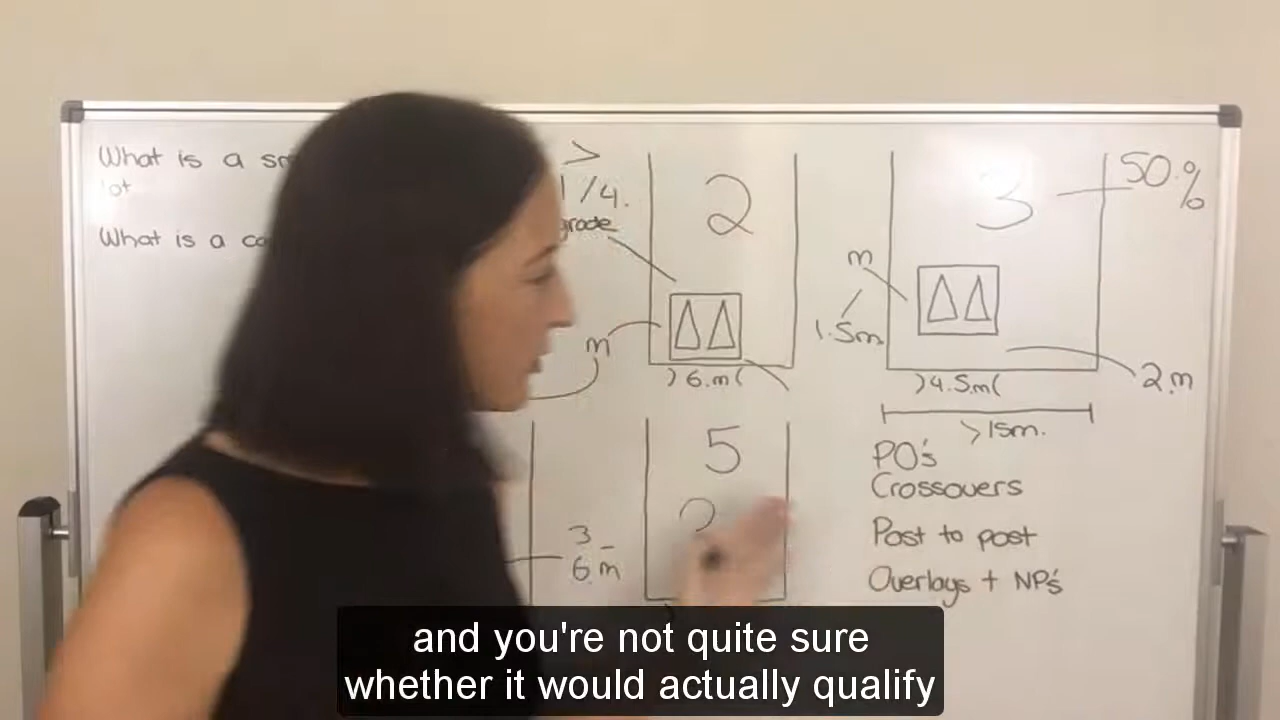 What is a
lot
What is a
>
1/4.
grade
m
2
) 6.m (
3
50.%
m
1.5m
2.m
) 4.5m (
> 15m.
5
3
6.m
PO's
Crossovers
Post to post
Overlays + NP's
and you're not quite sure
whether it would actually qualify